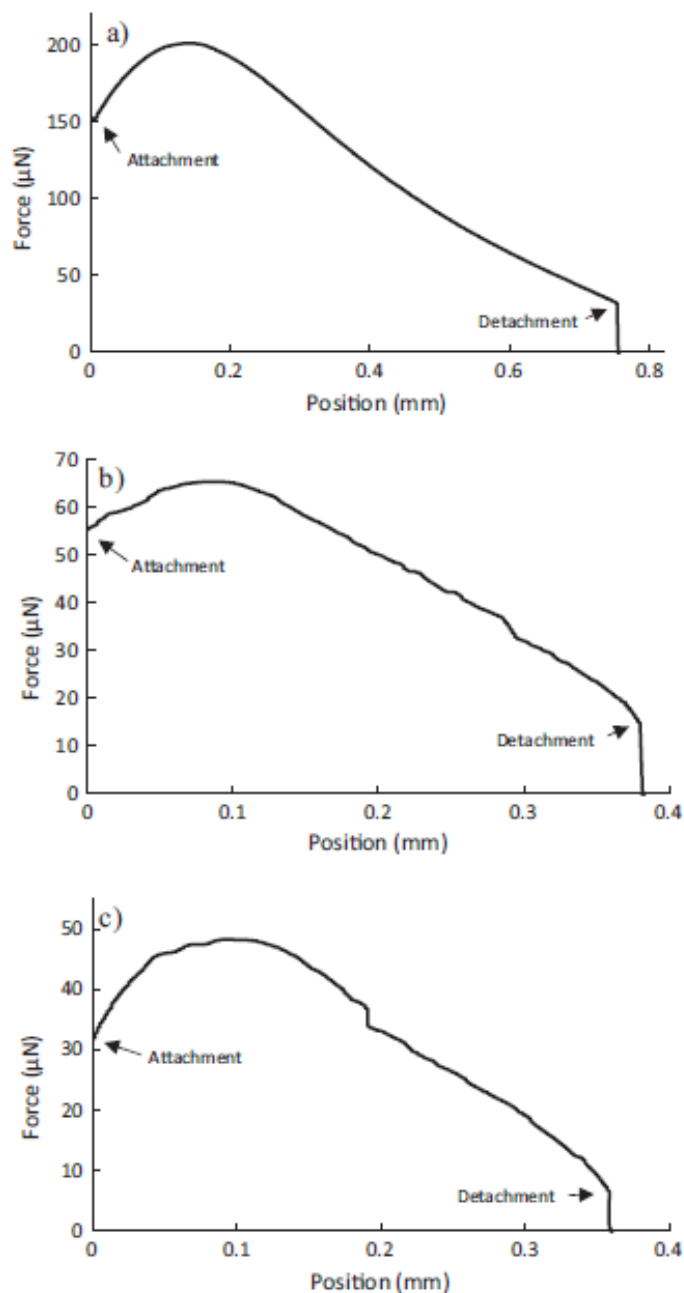 a)
200
150
100
50
0
Force (µN)
Attachment
Detachment
0 0.2 0.4 0.6 0.8
Position (mm)
b)
70
60
50
40
30
20
10
0
Force (µN)
Attachment
Detachment
0 0.1 0.2 0.3 0.4
Position (mm)
c)
50
40
30
20
10
0
Force (µN)
Attachment
Detachment
0 0.1 0.2 0.3 0.4
Position (mm)